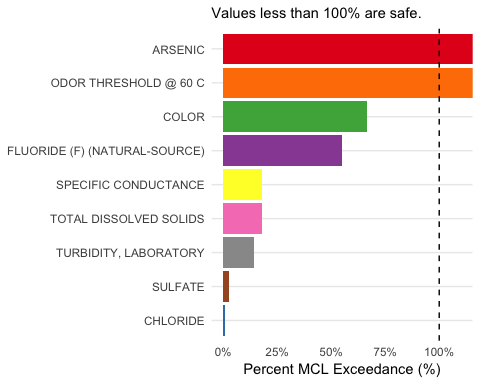 Values less than 100% are safe.
ARSENIC
ODOR THRESHOLD @ 60 C
COLOR
FLUORIDE (F) (NATURAL-SOURCE)
SPECIFIC CONDUCTANCE
TOTAL DISSOLVED SOLIDS
TURBIDITY, LABORATORY
SULFATE
CHLORIDE
0% 25% 50% 75% 100%
Percent MCL Exceedance (%)